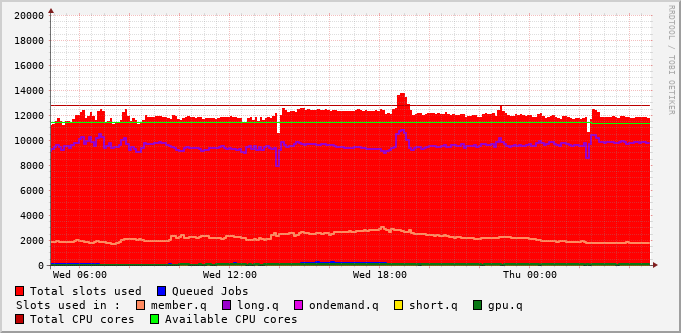 20000
18000
16000
14000
12000
10000
8000
6000
4000
2000
0
Wed 06:00 Wed 12:00 Wed 18:00 Thu 00:00
Total slots used Queued Jobs
Slots used in : member.q long.q ondemand.q short.q gpu.q
Total CPU cores Available CPU cores
RRDTOOL / TOBI OETIKER